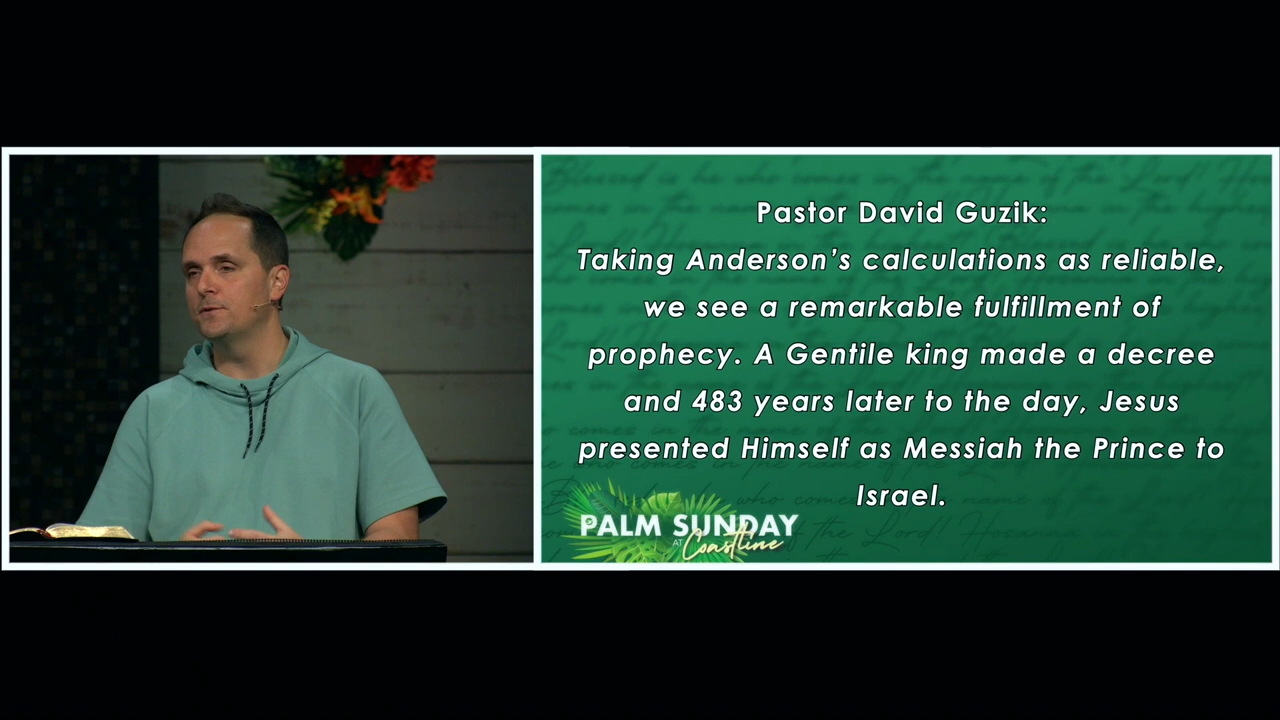 Pastor David Guzik:
Taking Anderson’s calculations as reliable,
we see a remarkable fulfillment of
prophecy. A Gentile king made a decree
and 483 years later to the day, Jesus
presented Himself as Messiah the Prince to
Israel.
PALM SUNDAY
AT Coastline